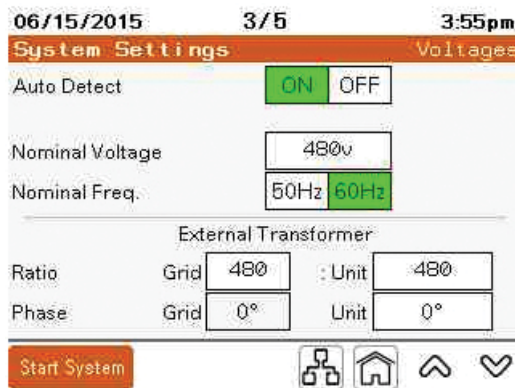 06/15/2015 3/5 3:55pm
System Settings Voltages
Auto Detect ON OFF
Nominal Voltage 480v
Nominal Freq. 50Hz 60Hz
External Transformer
Ratio Grid 480 : Unit 480
Phase Grid 0° Unit 0°
Start System